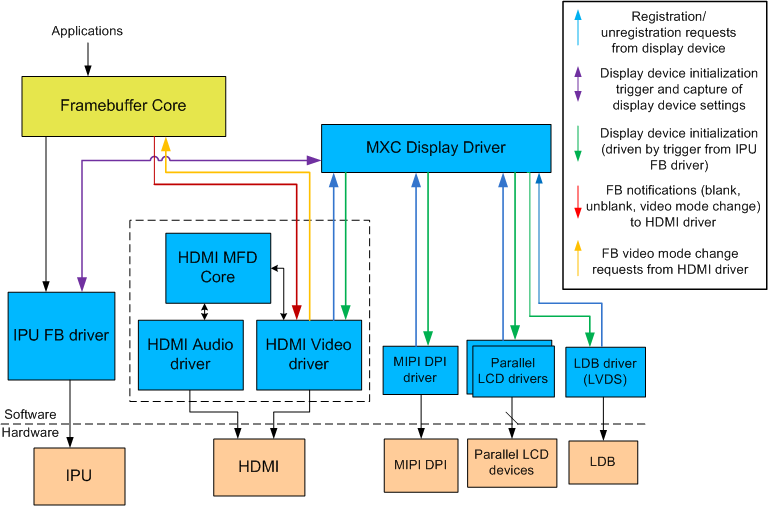 Applications
Framebuffer Core
MXC Display Driver
HDMI MFD
Core
IPU FB driver
HDMI Audio
driver
HDMI Video
driver
MIPI DPI
driver
Parallel
LCD drivers
LDB driver
(LVDS)
Software
Hardware
IPU
HDMI
MIPI DPI
Parallel LCD
devices
LDB
Registration/
unregistration requests
from display device
Display device initialization
trigger and capture of
display device settings
Display device initialization
(driven by trigger from IPU
FB driver)
FB notifications (blank,
unblank, video mode change)
to HDMI driver
FB video mode change
requests from HDMI driver